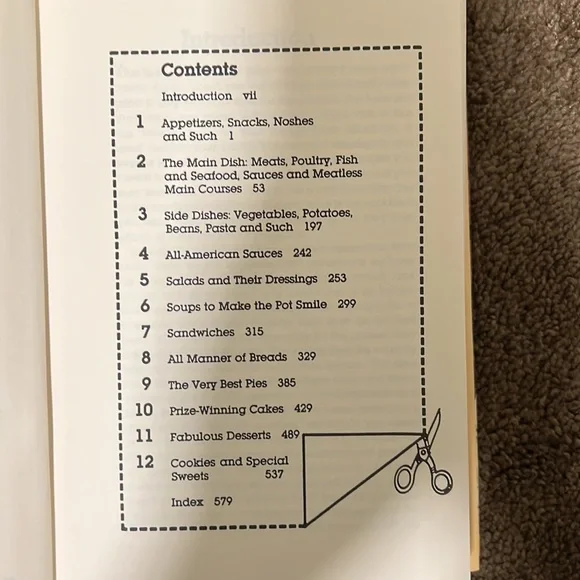 Contents
Introduction vii
1 Appetizers, Snacks, Noshes
and Such 1
2 The Main Dish: Meats, Poultry, Fish
and Seafood, Sauces and Meatless
Main Courses 53
3 Side Dishes: Vegetables, Potatoes,
Beans, Pasta and Such 197
4 All-American Sauces 242
5 Salads and Their Dressings 253
6 Soups to Make the Pot Smile 299
7 Sandwiches 315
8 All Manner of Breads 329
9 The Very Best Pies 385
10 Prize-Winning Cakes 429
11 Fabulous Desserts 489
12 Cookies and Special
Sweets 537
Index 579